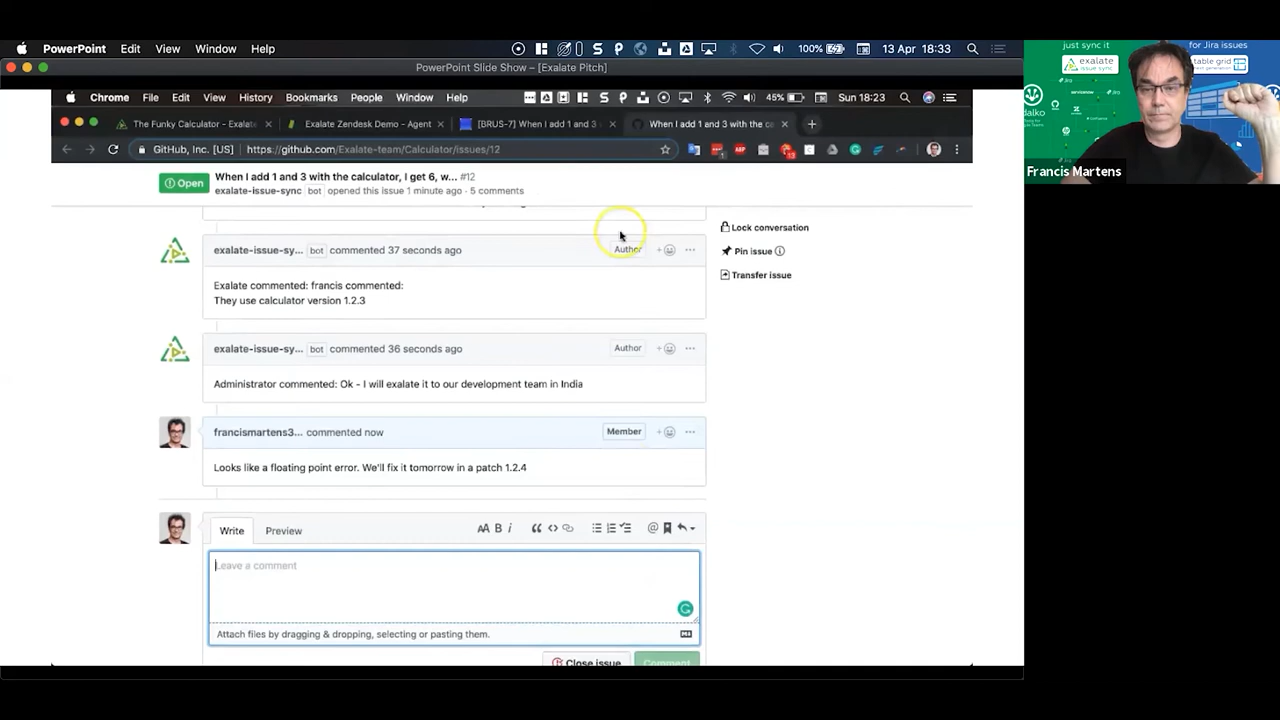 PowerPoint Edit View Window Help
100% 13 Apr 18:33
PowerPoint Slide Show - [Exalate Pitch]
Chrome File Edit View History Bookmarks People Window Help
45% Sun 18:23
The Funky Calculator - Exalate
Exalate Zendesk - Agent
[BRUS-7] When I add 1 and 3
When I add 1 and 3 with the ca
GitHub, Inc. [US] https://github.com/Exalate-team/Calculator/issues/12
Open
When I add 1 and 3 with the calculator, I get 6, w... #12
exalate-issue-sync bot opened this issue 1 minute ago · 5 comments
exalate-issue-sy... bot commented 37 seconds ago
Author
Exalate commented: francis commented:
They use calculator version 1.2.3
exalate-issue-sy... bot commented 36 seconds ago
Author
Administrator commented: Ok - I will exalate it to our development team in India
francismartens3... commented now
Member
Looks like a floating point error. We'll fix it tomorrow in a patch 1.2.4
Write Preview
AA B i
Leave a comment
Attach files by dragging & dropping, selecting or pasting them.
Close issue
Comment
Lock conversation
Pin issue
Transfer issue
just sync it
exalate
issue sync
for Jira issues
table grid
next generation
Francis Martens